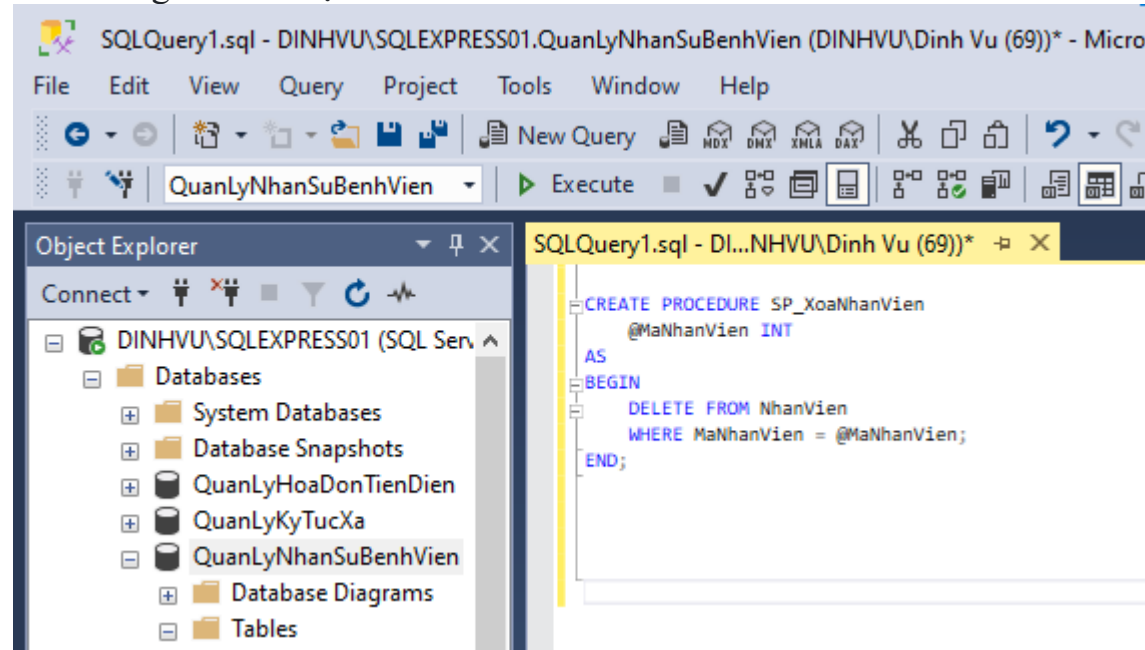 SQLQuery1.sql - DINHVU\SQLEXPRESS01.QuanLyNhanSuBenhVien (DINHVU\Dinh Vu (69))* - Micro
File Edit View Query Project Tools Window Help
New Query MDX DMX XMLA DAX
QuanLyNhanSuBenhVien Execute
Object Explorer
Connect
DINHVU\SQLEXPRESS01 (SQL Serv
Databases
System Databases
Database Snapshots
QuanLyHoaDonTienDien
QuanLyKyTucXa
QuanLyNhanSuBenhVien
Database Diagrams
Tables
SQLQuery1.sql - DI...NHVU\Dinh Vu (69))*
CREATE PROCEDURE SP_XoaNhanVien
@MaNhanVien INT
AS
BEGIN
DELETE FROM NhanVien
WHERE MaNhanVien = @MaNhanVien;
END;